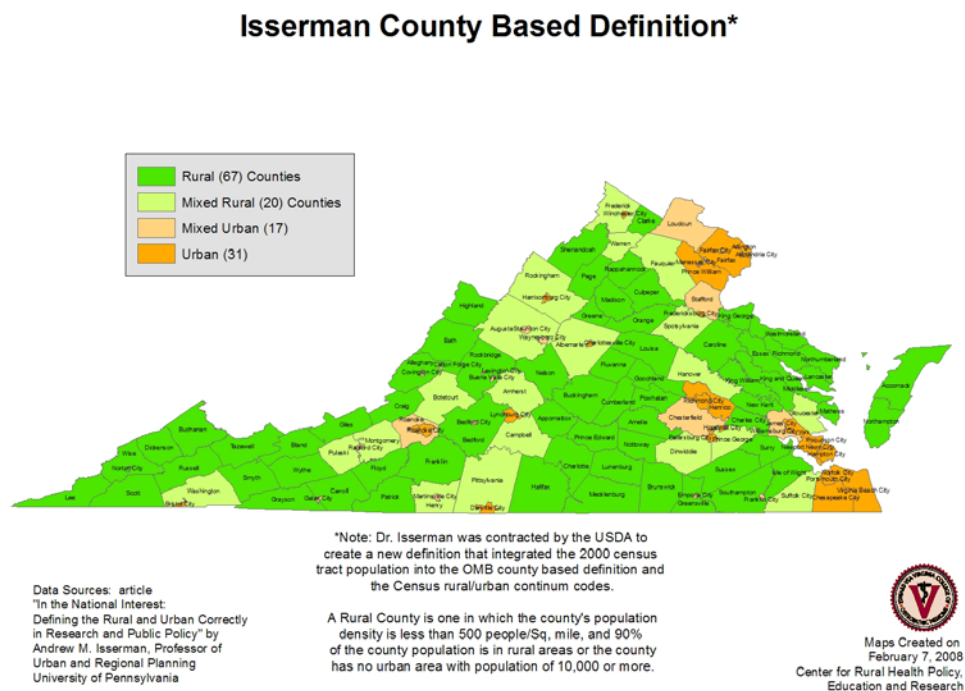 Isserman County Based Definition*
Rural (67) Counties
Mixed Rural (20) Counties
Mixed Urban (17)
Urban (31)
Frederick
Winchester City
Clarke
Loudoun
Warren
Shenandoah
Fauquier
Fairfax City
Arlington
Alexandria City
Fairfax
Prince William
Rappahannock
Page
Rockingham
Harrisonburg City
Culpeper
Madison
Stafford
Fredericksburg City
King George
Highland
Greene
Orange
Spotsylvania
Westmoreland
Augusta
Staunton City
Waynesboro City
Albemarle
Charlottesville City
Louisa
Caroline
Essex
Richmond
Northumberland
Bath
Rockbridge
Nelson
Fluvanna
Hanover
King William
King and Queen
Lancaster
Accomack
Alleghany
Clifton Forge City
Covington City
Lexington City
Buena Vista City
Goochland
Middlesex
Northampton
Botetourt
Amherst
Buckingham
Cumberland
Powhatan
Richmond City
Henrico
New Kent
Gloucester
Mathews
Craig
Lynchburg City
Appomattox
Amelia
Chesterfield
Charles City
James City
Giles
Roanoke
Roanoke City
Bedford City
Bedford
Campbell
Prince Edward
Nottoway
Petersburg City
Prince George
Surry
Poquoson City
Newport News City
Hampton City
Buchanan
Dickenson
Wise
Norton City
Tazewell
Bland
Pulaski
Montgomery
Radford City
Floyd
Franklin
Dinwiddie
Sussex
Isle of Wight
Norfolk City
Portsmouth City
Virginia Beach City
Chesapeake City
Suffolk City
Russell
Smyth
Wythe
Pittsylvania
Charlotte
Lunenburg
Lee
Scott
Washington
Bristol City
Grayson
Galax City
Carroll
Patrick
Martinsville City
Henry
Danville City
Halifax
Mecklenburg
Brunswick
Emporia City
Greensville
Southampton
Franklin City
*Note: Dr. Isserman was contracted by the USDA to
create a new definition that integrated the 2000 census
tract population into the OMB county based definition and
the Census rural/urban continum codes.
A Rural County is one in which the county's population
density is less than 500 people/Sq, mile, and 90%
of the county population is in rural areas or the county
has no urban area with population of 10,000 or more.
Data Sources: article
"In the National Interest:
Defining the Rural and Urban Correctly
in Research and Public Policy" by
Andrew M. Isserman, Professor of
Urban and Regional Planning
University of Pennsylvania
V
Maps Created on
February 7, 2008
Center for Rural Health Policy,
Education and Research